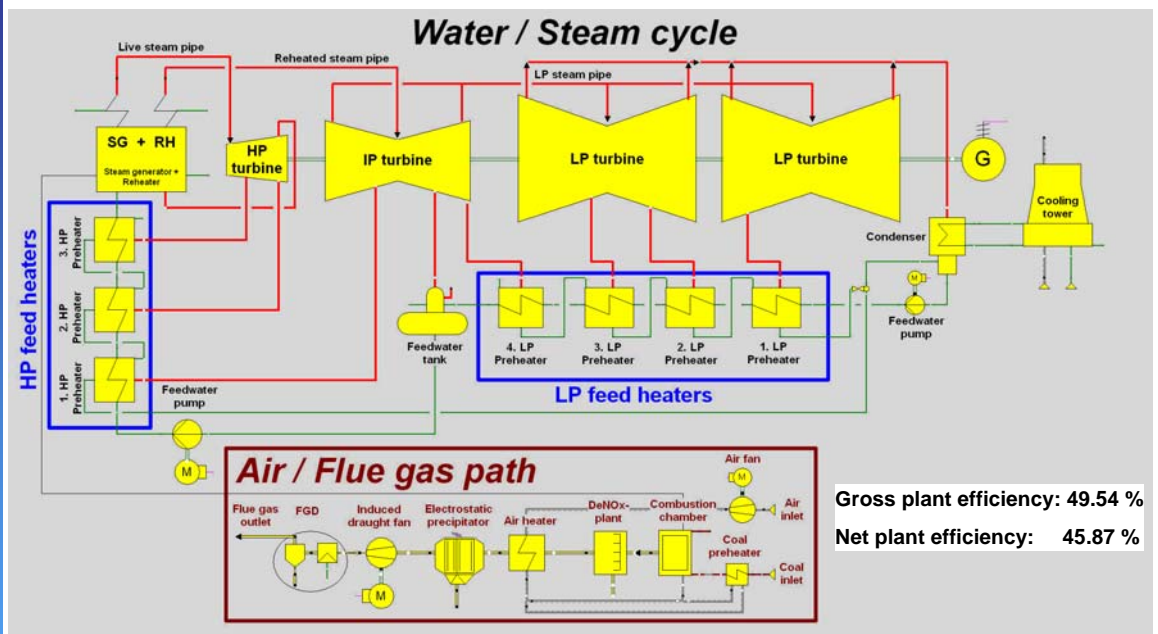 Water / Steam cycle
Live steam pipe
Reheated steam pipe
LP steam pipe
SG + RH
Steam generator +
Reheater
HP
turbine
IP turbine
LP turbine
LP turbine
G
Cooling
tower
Condenser
HP feed heaters
3. HP
Preheater
2. HP
Preheater
1. HP
Preheater
M
Feedwater
pump
Feedwater
tank
4. LP
Preheater
3. LP
Preheater
2. LP
Preheater
1. LP
Preheater
LP feed heaters
Feedwater
pump
M
Air / Flue gas path
Flue gas
outlet
FGD
Induced
draught fan
M
Electrostatic
precipitator
Air heater
DeNOx-
plant
Combustion
chamber
Air fan
M
Air
inlet
Coal
preheater
Coal
inlet
Gross plant efficiency: 49.54 %
Net plant efficiency: 45.87 %